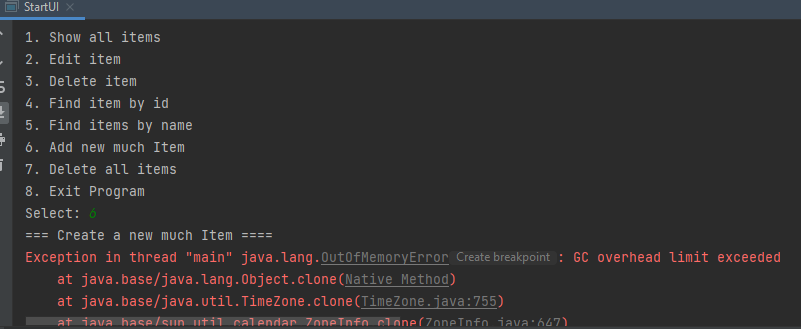 StartUI
1. Show all items
2. Edit item
3. Delete item
4. Find item by id
5. Find items by name
6. Add new much Item
7. Delete all items
8. Exit Program
Select: 6
=== Create a new much Item ====
Exception in thread "main" java.lang.OutOfMemoryError Create breakpoint : GC overhead limit exceeded
at java.base/java.lang.Object.clone(Native Method)
at java.base/java.util.TimeZone.clone(TimeZone.java:755)
at java.base/sun.util.calendar.ZoneInfo.clone(ZoneInfo.java:647)